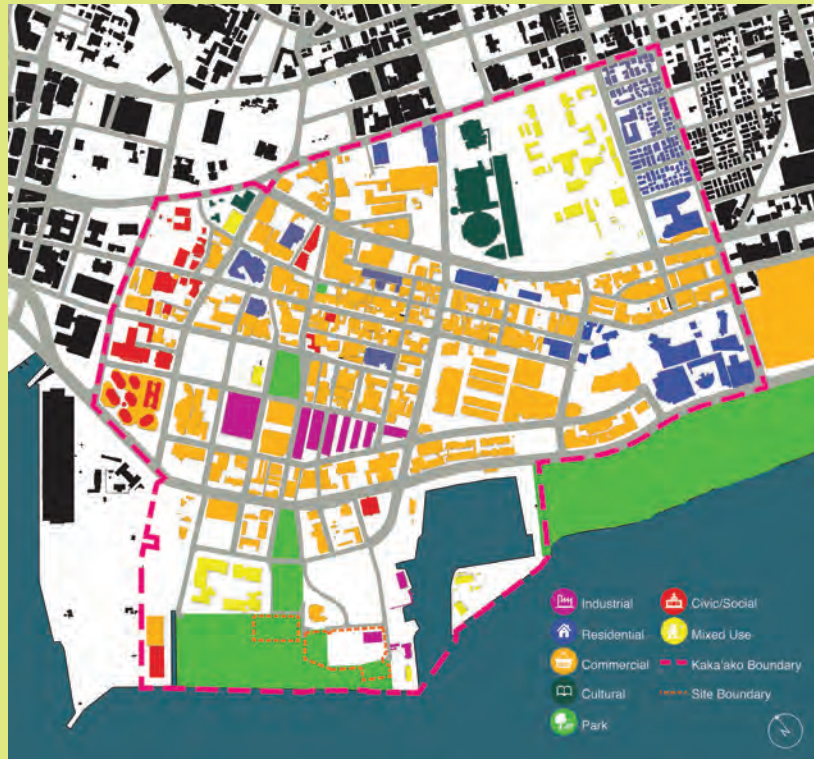 Industrial
Residential
Commercial
Cultural
Park
Civic/Social
Mixed Use
Kaka'ako Boundary
Site Boundary
N